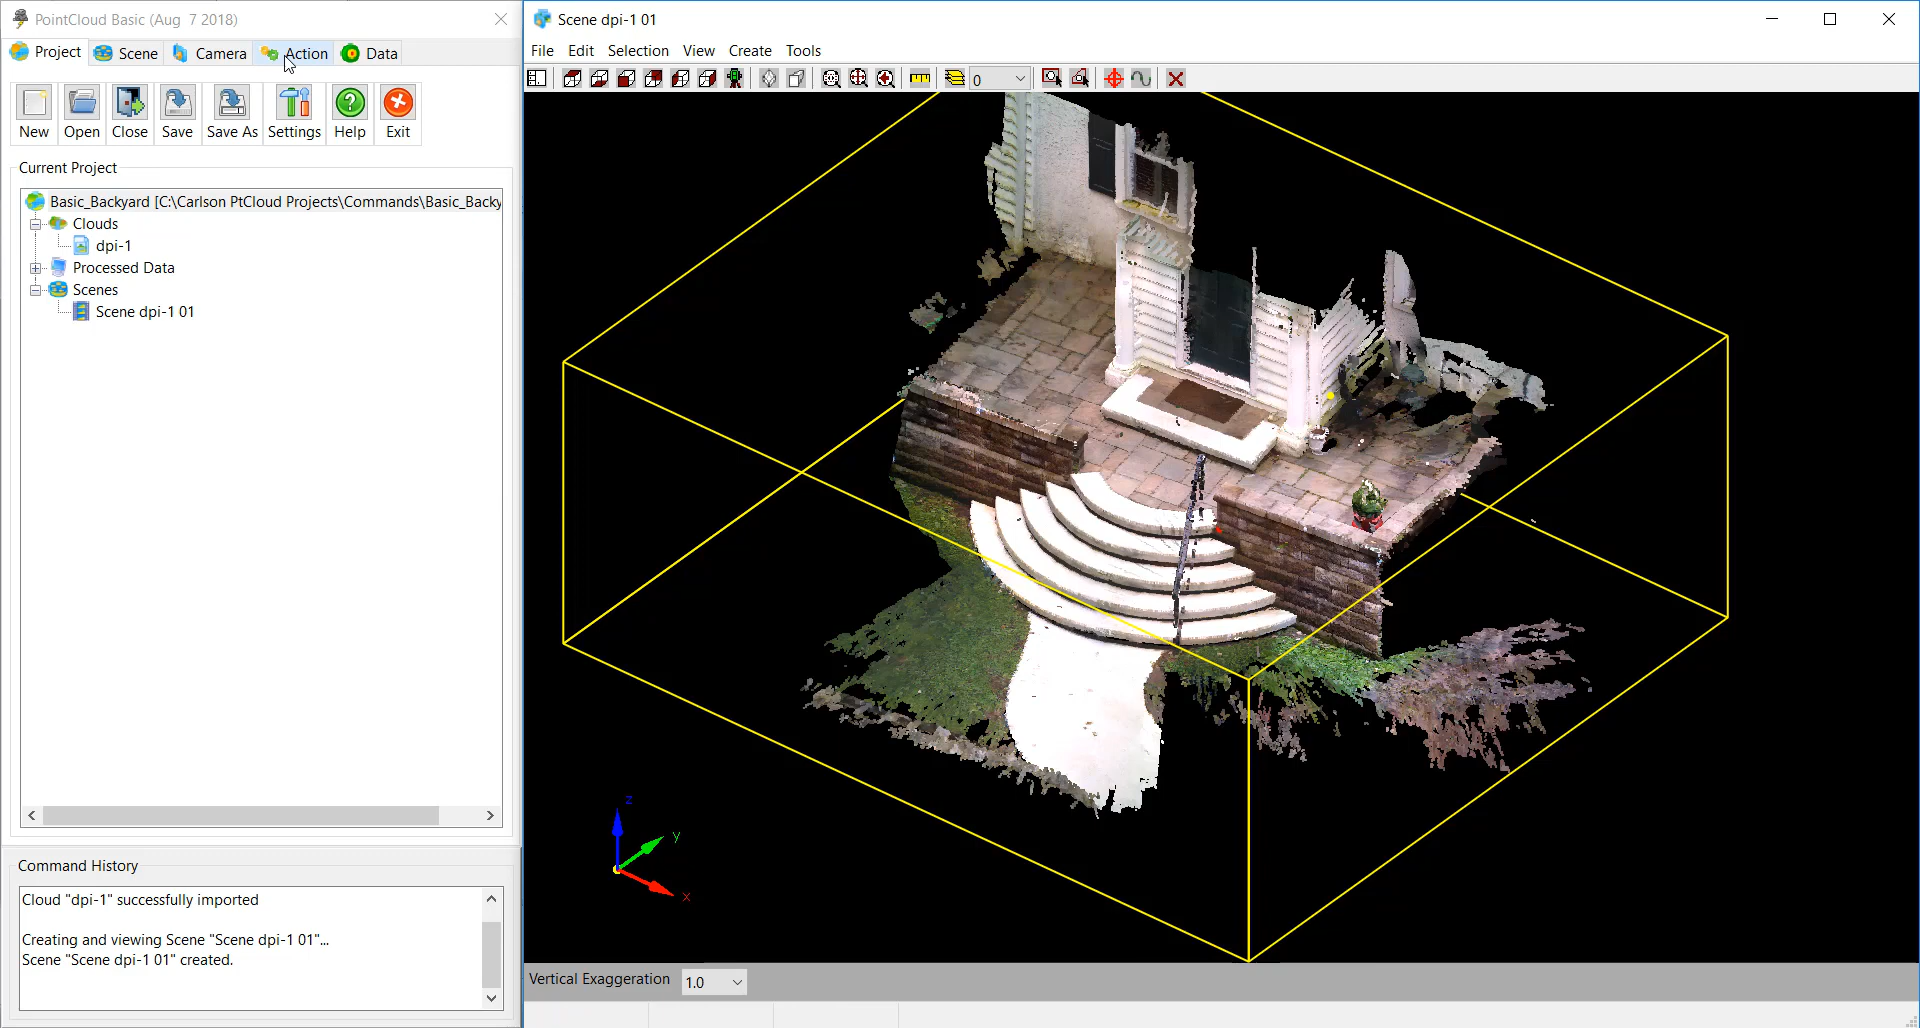 PointCloud Basic (Aug 7 2018)
Project Scene Camera Action Data
New Open Close Save Save As Settings Help Exit
Current Project
Basic_Backyard [C:\Carlson PtCloud Projects\Commands\Basic_Backy
Clouds
dpi-1
Processed Data
Scenes
Scene dpi-1 01
Command History
Cloud "dpi-1" successfully imported
Creating and viewing Scene "Scene dpi-1 01"...
Scene "Scene dpi-1 01" created.
Scene dpi-1 01
File Edit Selection View Create Tools
0
z
y
x
Vertical Exaggeration 1.0